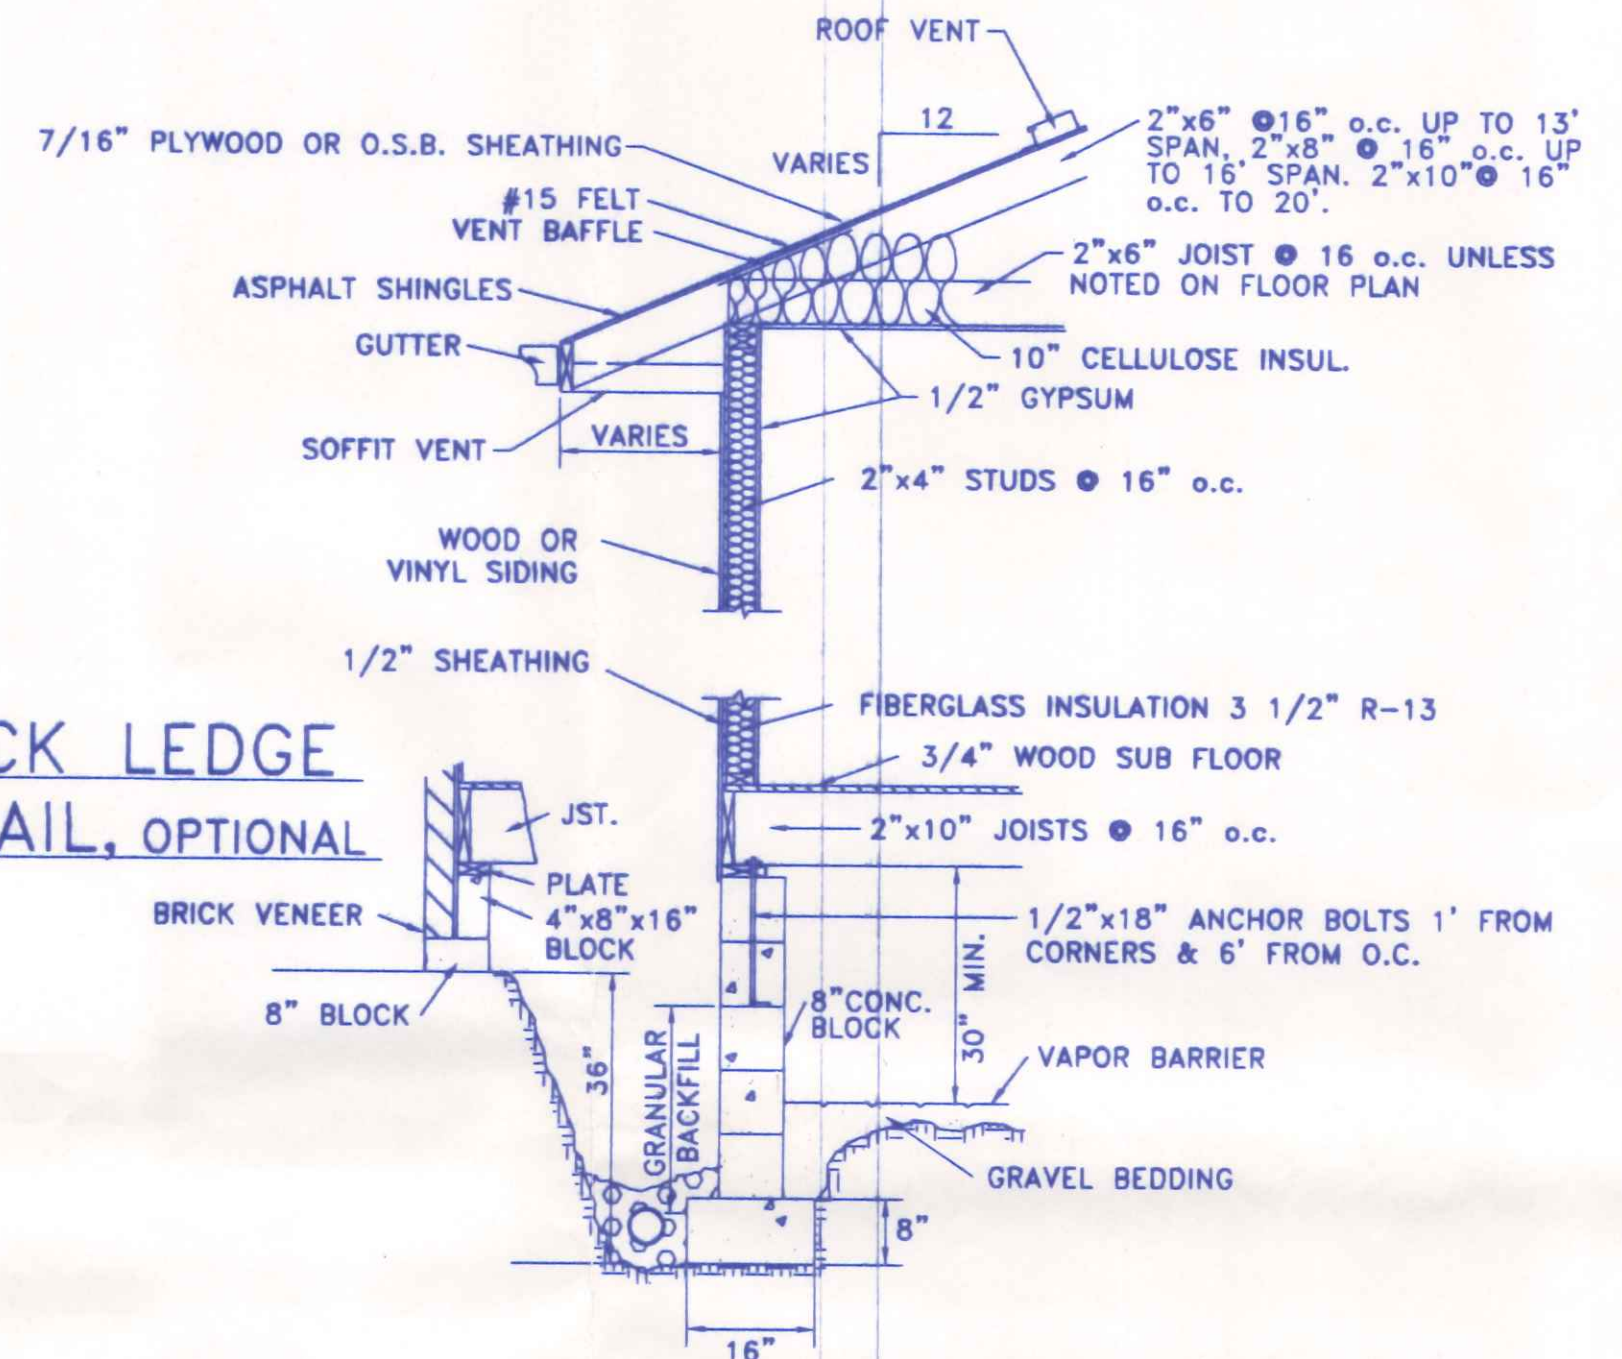 ROOF VENT
12
VARIES
2"x6" @16" o.c. UP TO 13'
SPAN, 2"x8" @ 16" o.c. UP
TO 16' SPAN. 2"x10"@ 16"
o.c. TO 20'.
7/16" PLYWOOD OR O.S.B. SHEATHING
#15 FELT
VENT BAFFLE
2"x6" JOIST @ 16 o.c. UNLESS
NOTED ON FLOOR PLAN
ASPHALT SHINGLES
GUTTER
10" CELLULOSE INSUL.
1/2" GYPSUM
SOFFIT VENT
VARIES
2"x4" STUDS @ 16" o.c.
WOOD OR
VINYL SIDING
1/2" SHEATHING
FIBERGLASS INSULATION 3 1/2" R-13
3/4" WOOD SUB FLOOR
CK LEDGE
AIL, OPTIONAL
JST.
2"x10" JOISTS @ 16" o.c.
PLATE
4"x8"x16"
BLOCK
BRICK VENEER
8" BLOCK
1/2"x18" ANCHOR BOLTS 1' FROM
CORNERS & 6' FROM O.C.
30" MIN.
8"CONC.
BLOCK
36"
GRANULAR
BACKFILL
VAPOR BARRIER
GRAVEL BEDDING
8"
16"